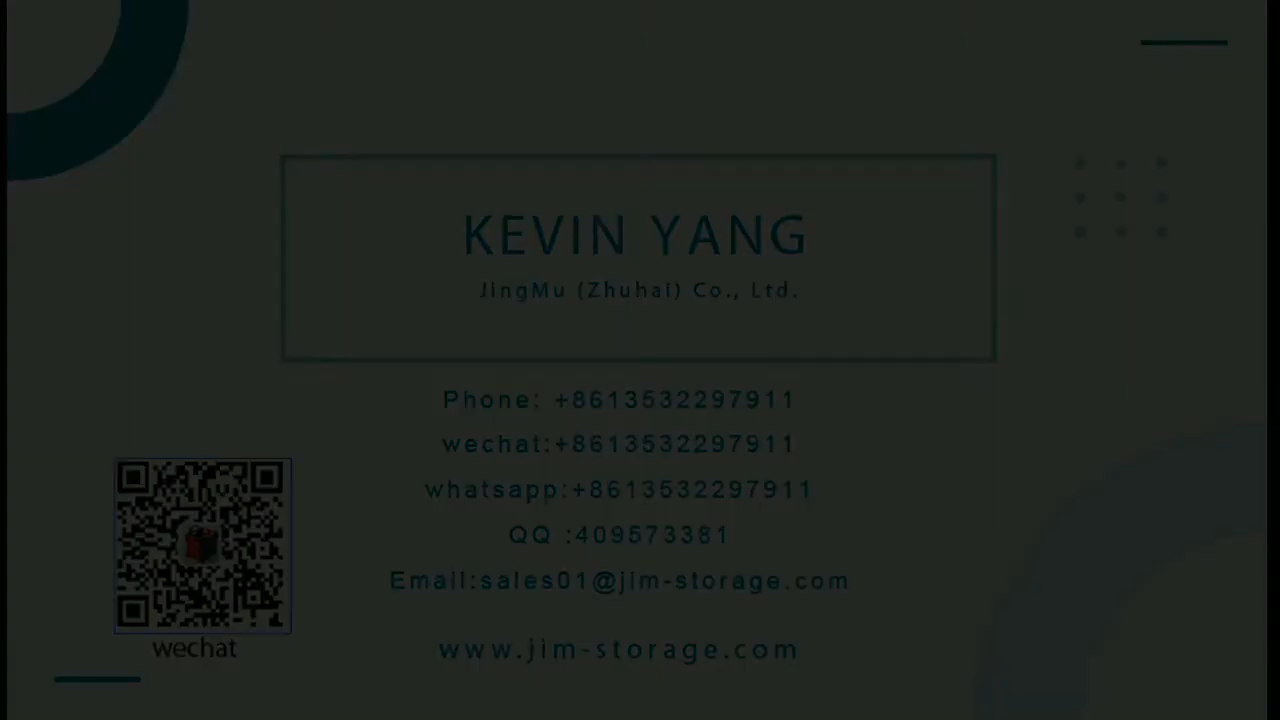 KEVIN YANG
JingMu (Zhuhai) Co., Ltd.
Phone: +8613532297911
wechat:+8613532297911
whatsapp:+8613532297911
QQ :409573381
Email:sales01@jim-storage.com
wechat
www.jim-storage.com